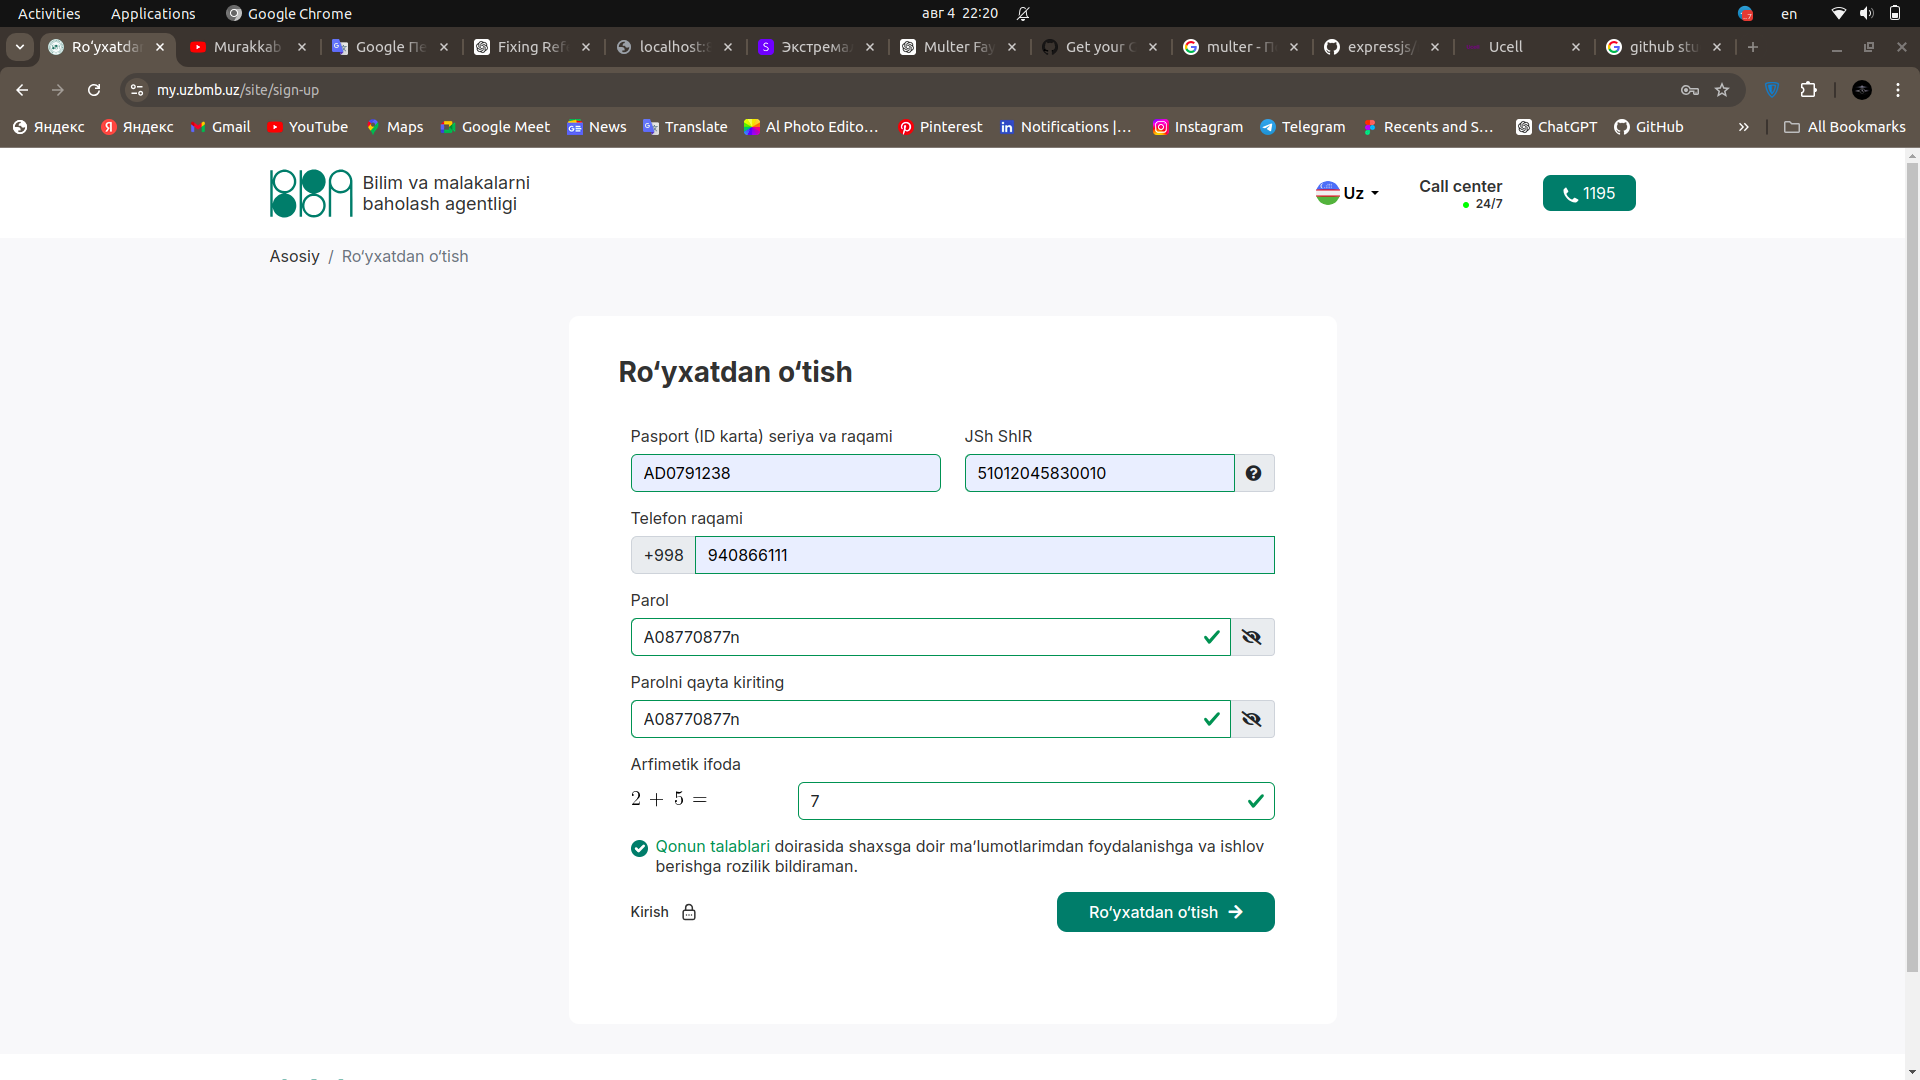 Activities Applications Google Chrome авг 4 22:20 en
Ro‘yxatda Murakkab Google Пе Fixing Ref localhost:8 Экстрема Multer Fay Get your C multer - П expressjs/ Ucell github stu
my.uzbmb.uz/site/sign-up
Яндекс Яндекс Gmail YouTube Maps Google Meet News Translate AI Photo Edito… Pinterest Notifications |… Instagram Telegram Recents and S… ChatGPT GitHub All Bookmarks
Bilim va malakalarni
baholash agentligi
Uz
Call center
24/7
1195
Asosiy / Ro‘yxatdan o‘tish
Ro‘yxatdan o‘tish
Pasport (ID karta) seriya va raqami JSh ShIR
AD0791238 51012045830010
Telefon raqami
+998 940866111
Parol
A08770877n
Parolni qayta kiriting
A08770877n
Arfimetik ifoda
2 + 5 = 7
Qonun talablari doirasida shaxsga doir ma’lumotlarimdan foydalanishga va ishlov
berishga rozilik bildiraman.
Kirish Ro‘yxatdan o‘tish